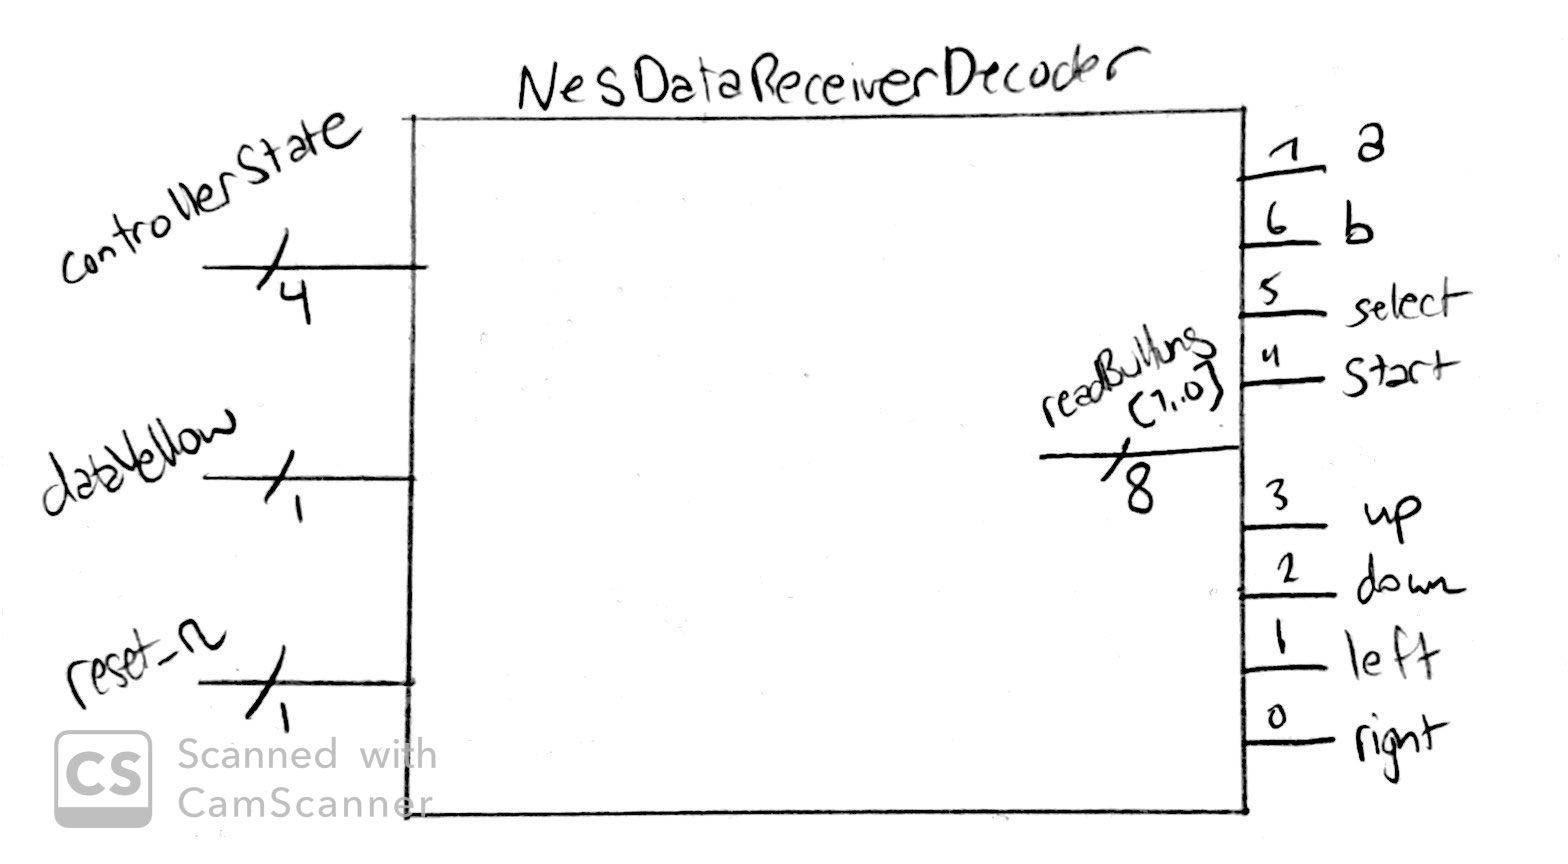 NesDataReceiverDecoder
controllerState
4
dataYellow
1
reset_n
1
readButtons
[7..0]
8
7 a
6 b
5 select
4 start
3 up
2 down
1 left
0 right
CS Scanned with
CamScanner